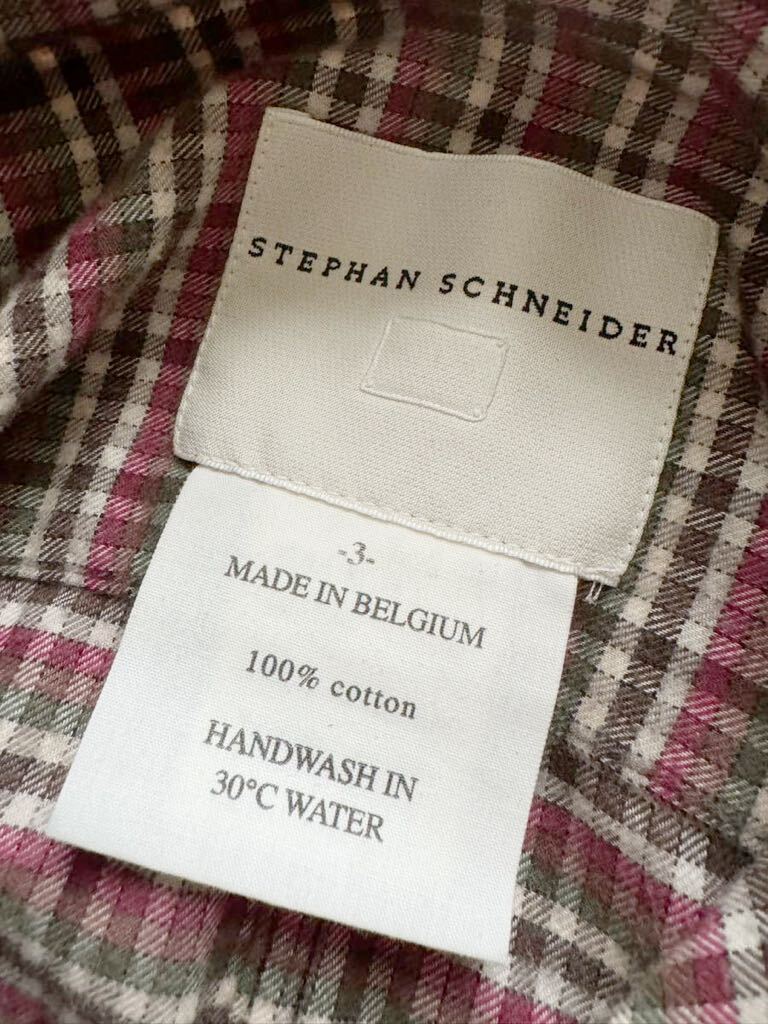 STEPHAN SCHNEIDER
-3-
MADE IN BELGIUM
100% cotton
HANDWASH IN
30°C WATER